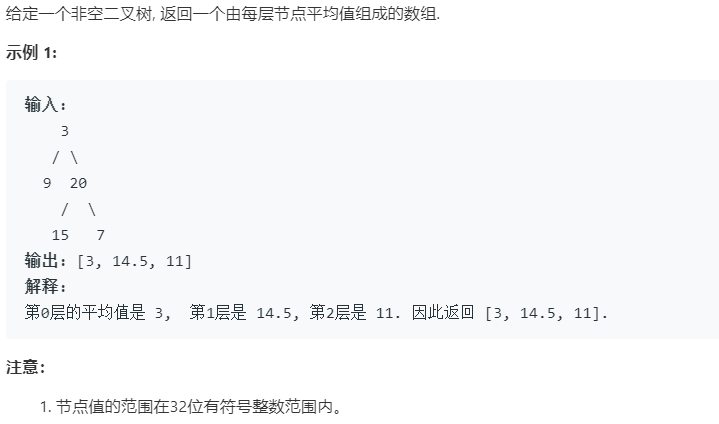 给定一个非空二叉树, 返回一个由每层节点平均值组成的数组.
示例 1:
输入:
    3
   / \
  9  20
    /  \
   15   7
输出: [3, 14.5, 11]
解释:
第0层的平均值是 3,  第1层是 14.5, 第2层是 11. 因此返回 [3, 14.5, 11].
注意:
1. 节点值的范围在32位有符号整数范围内。